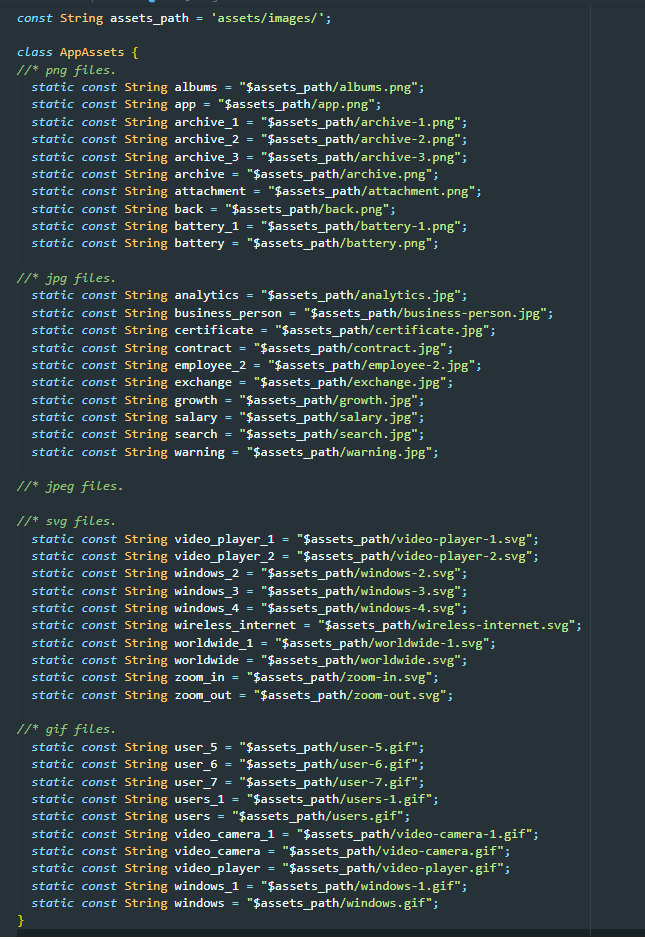 const String assets_path = 'assets/images/';
class AppAssets {
//* png files.
static const String albums = "$assets_path/albums.png";
static const String app = "$assets_path/app.png";
static const String archive_1 = "$assets_path/archive-1.png";
static const String archive_2 = "$assets_path/archive-2.png";
static const String archive_3 = "$assets_path/archive-3.png";
static const String archive = "$assets_path/archive.png";
static const String attachment = "$assets_path/attachment.png";
static const String back = "$assets_path/back.png";
static const String battery_1 = "$assets_path/battery-1.png";
static const String battery = "$assets_path/battery.png";
//* jpg files.
static const String analytics = "$assets_path/analytics.jpg";
static const String business_person = "$assets_path/business-person.jpg";
static const String certificate = "$assets_path/certificate.jpg";
static const String contract = "$assets_path/contract.jpg";
static const String employee_2 = "$assets_path/employee-2.jpg";
static const String exchange = "$assets_path/exchange.jpg";
static const String growth = "$assets_path/growth.jpg";
static const String salary = "$assets_path/salary.jpg";
static const String search = "$assets_path/search.jpg";
static const String warning = "$assets_path/warning.jpg";
//* jpeg files.
//* svg files.
static const String video_player_1 = "$assets_path/video-player-1.svg";
static const String video_player_2 = "$assets_path/video-player-2.svg";
static const String windows_2 = "$assets_path/windows-2.svg";
static const String windows_3 = "$assets_path/windows-3.svg";
static const String windows_4 = "$assets_path/windows-4.svg";
static const String wireless_internet = "$assets_path/wireless-internet.svg";
static const String worldwide_1 = "$assets_path/worldwide-1.svg";
static const String worldwide = "$assets_path/worldwide.svg";
static const String zoom_in = "$assets_path/zoom-in.svg";
static const String zoom_out = "$assets_path/zoom-out.svg";
//* gif files.
static const String user_5 = "$assets_path/user-5.gif";
static const String user_6 = "$assets_path/user-6.gif";
static const String user_7 = "$assets_path/user-7.gif";
static const String users_1 = "$assets_path/users-1.gif";
static const String users = "$assets_path/users.gif";
static const String video_camera_1 = "$assets_path/video-camera-1.gif";
static const String video_camera = "$assets_path/video-camera.gif";
static const String video_player = "$assets_path/video-player.gif";
static const String windows_1 = "$assets_path/windows-1.gif";
static const String windows = "$assets_path/windows.gif";
}